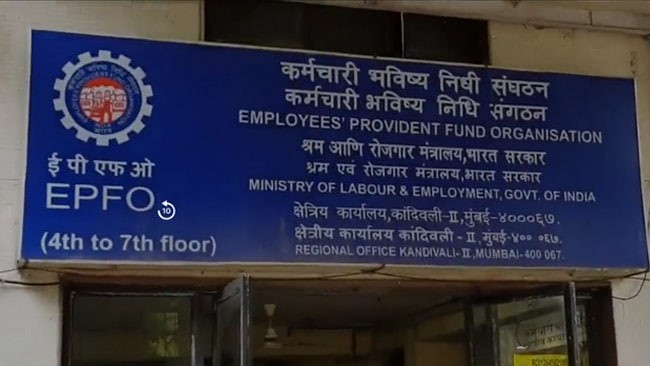 ई पी एफ ओ
EPFO
(4th to 7th floor)
कर्मचारी भविष्य निधी संघठन
कर्मचारी भविष्य निधि संगठन
EMPLOYEES' PROVIDENT FUND ORGANISATION
श्रम आणि रोजगार मंत्रालय,भारत सरकार
श्रम एवं रोजगार मंत्रालय,भारत सरकार
MINISTRY OF LABOUR & EMPLOYMENT, GOVT. OF INDIA
क्षेत्रिय कार्यालय,कांदिवली-II, मुंबई-४०००६७.
क्षेत्रीय कार्यालय कांदिवली - II, मुंबई-४०० ०६७.
REGIONAL OFFICE KANDIVALI-II, MUMBAI-400 067.
10